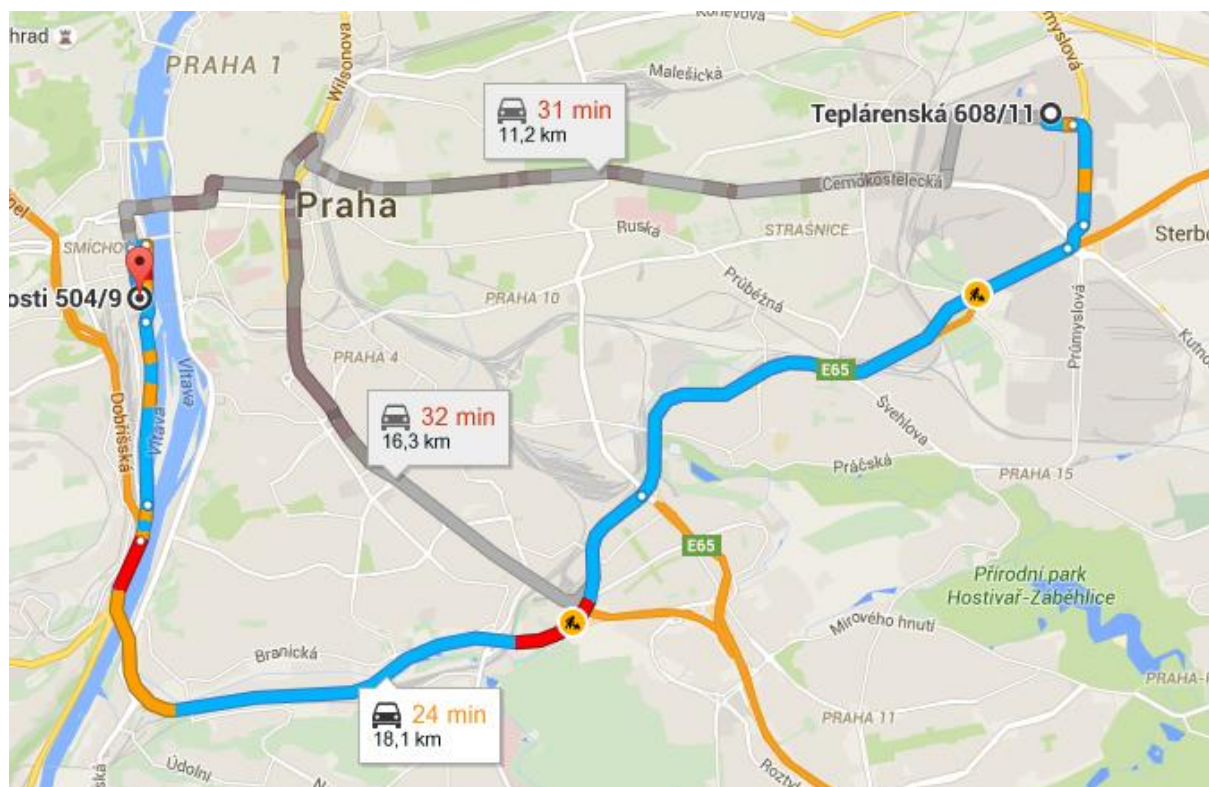 hrad
PRAHA 1
Wilsonova
Koněvova
Malešická
31 min
11,2 km
Teplárenská 608/11
Černokostelecká
Praha
Ruská
STRAŠNICE
Sterbo
SMÍCHO
osti 504/9
Průběžná
PRAHA 10
Průmyslová
Kutno
PRAHA 4
E65
Vltava
Dobříšská
Vltava
32 min
16,3 km
Švehlova
Práčská
PRAHA 15
E65
Přírodní park
Hostivař-Záběhlice
Mirového hnutí
Branická
PRAHA-
24 min
18,1 km
PRAHA 11
Údolní
Roztyl